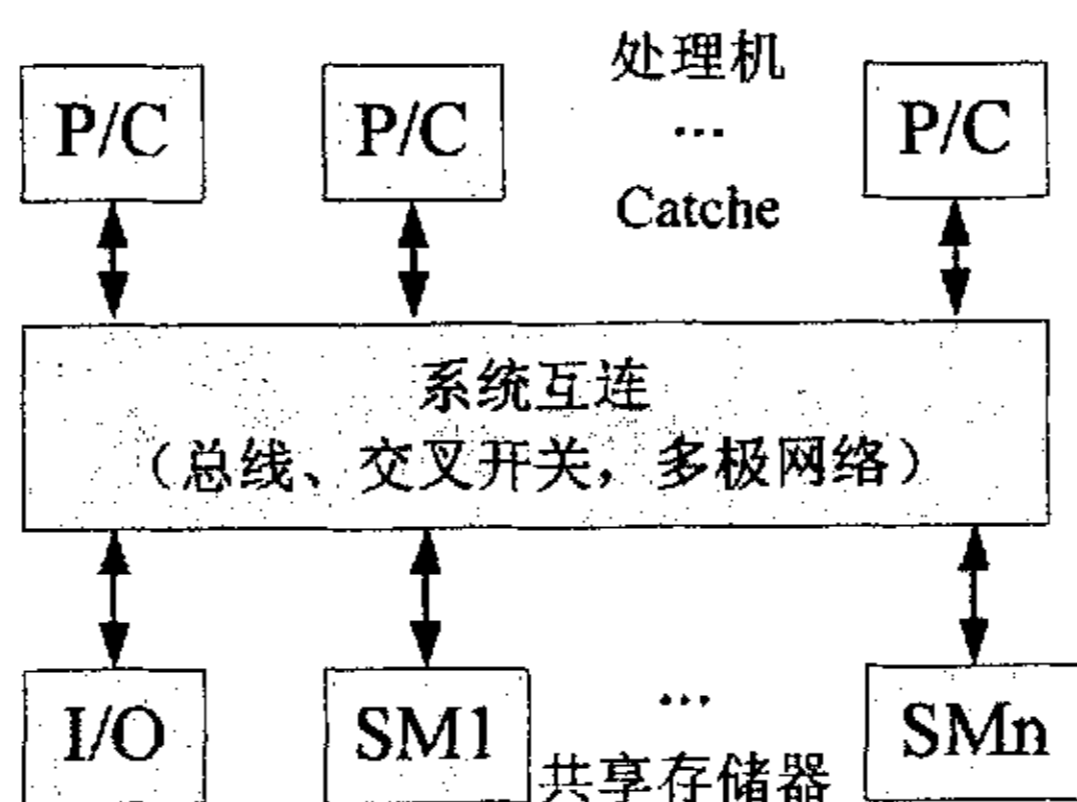 处理机
P/C P/C ... P/C
Catche
系统互连
（总线、交叉开关，多极网络）
I/O SM1 ... SMn
共享存储器